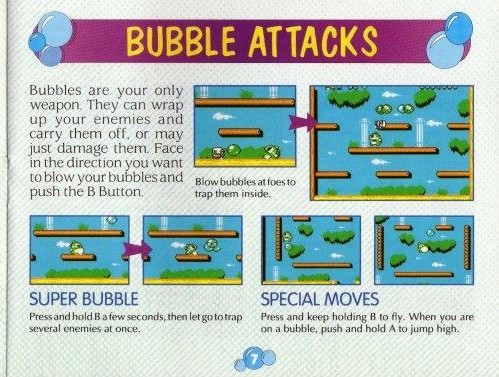 BUBBLE ATTACKS
Bubbles are your only
weapon. They can wrap
up your enemies and
carry them off, or may
just damage them. Face
in the direction you want
to blow your bubbles and
push the B Button.
Blow bubbles at foes to
trap them inside.
SUPER BUBBLE
Press and hold B a few seconds, then let go to trap
several enemies at once.
SPECIAL MOVES
Press and keep holding B to fly. When you are
on a bubble, push and hold A to jump high.
7